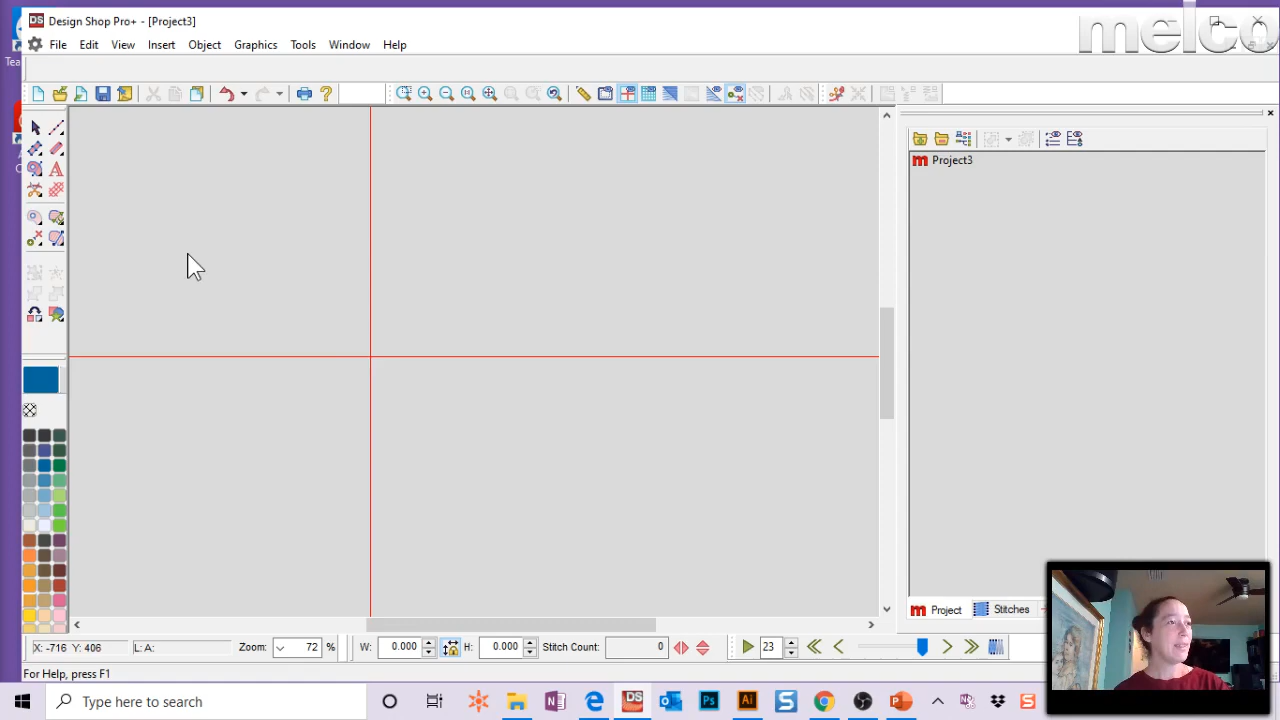 Design Shop Pro+ - [Project3]
melco
File Edit View Insert Object Graphics Tools Window Help
Tea
Project3
Project Stitches
X: -716 Y: 406 L: A: Zoom: 72 % W: 0.000 H: 0.000 Stitch Count: 0 23
For Help, press F1
Type here to search